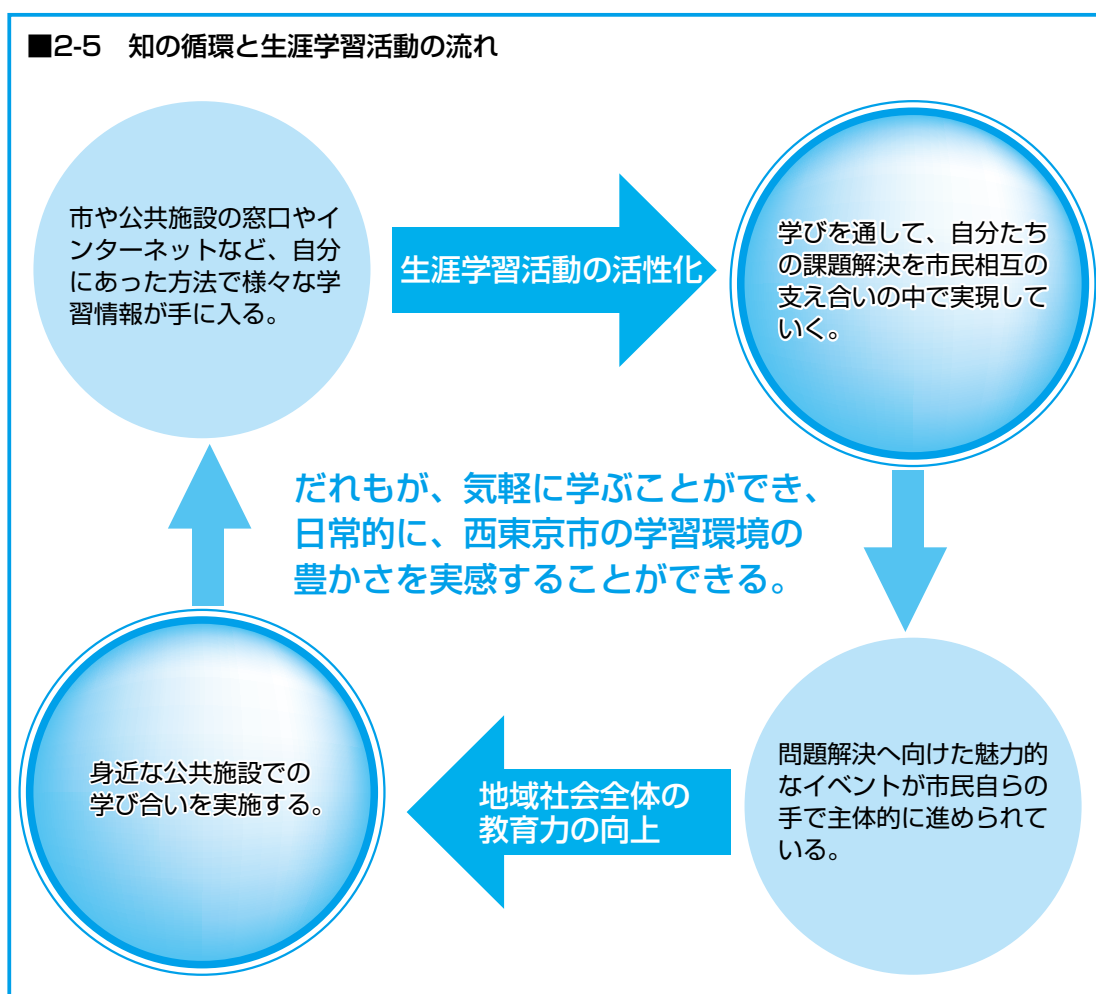 ■2-5 知の循環と生涯学習活動の流れ
市や公共施設の窓口やイ
ンターネットなど、自分
にあった方法で様々な学
習情報が手に入る。
生涯学習活動の活性化
学びを通して、自分たち
の課題解決を市民相互の
支え合いの中で実現して
いく。
だれもが、気軽に学ぶことができ、
日常的に、西東京市の学習環境の
豊かさを実感することができる。
問題解決へ向けた魅力的
なイベントが市民自らの
手で主体的に進められて
いる。
地域社会全体の
教育力の向上
身近な公共施設での
学び合いを実施する。